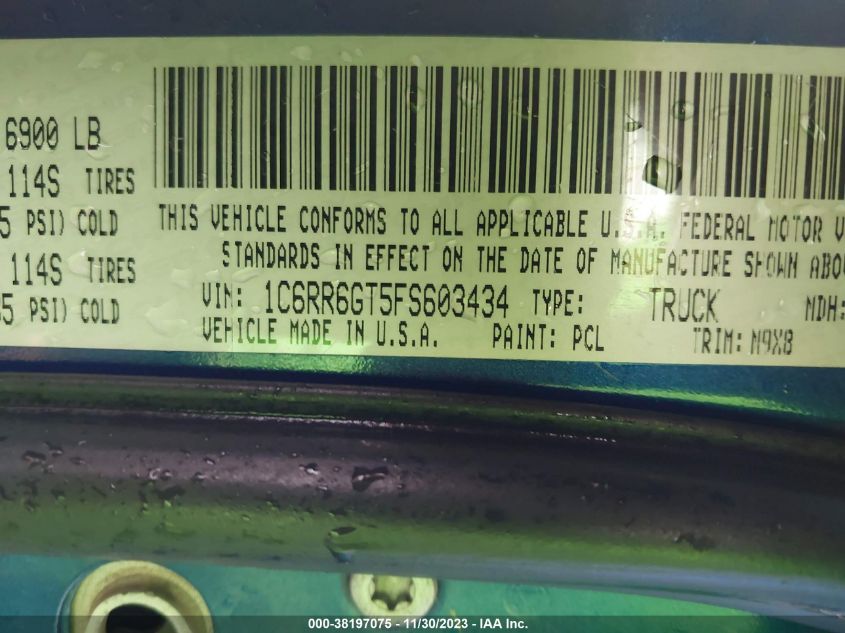 6900 LB
114S TIRES
5 PSI) COLD
THIS VEHICLE CONFORMS TO ALL APPLICABLE U.S.A. FEDERAL MOTOR V
114S TIRES
STANDARDS IN EFFECT ON THE DATE OF MANUFACTURE SHOWN ABOV
5 PSI) COLD
VIN: 1C6RR6GT5FS603434 TYPE: TRUCK MDH:
VEHICLE MADE IN U.S.A. PAINT: PCL TRIM: M9X8
000-38197075 - 11/30/2023 - IAA Inc.